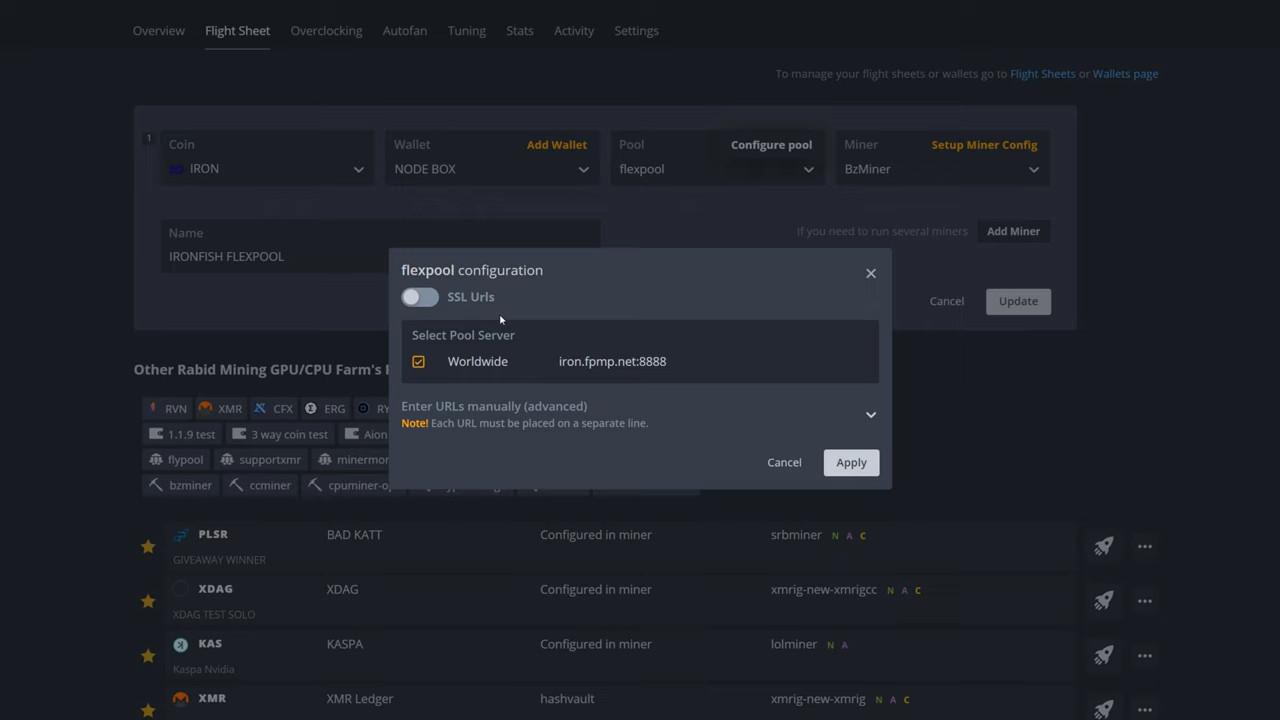 Overview Flight Sheet Overclocking Autofan Tuning Stats Activity Settings
To manage your flight sheets or wallets go to Flight Sheets or Wallets page
1
Coin Wallet Add Wallet Pool Configure pool Miner Setup Miner Config
IRON NODE BOX flexpool BzMiner
Name If you need to run several miners Add Miner
IRONFISH FLEXPOOL
flexpool configuration
SSL Urls
Cancel Update
Select Pool Server
Worldwide iron.fpmp.net:8888
Other Rabid Mining GPU/CPU Farm's
RVN XMR CFX ERG
Enter URLs manually (advanced)
Note! Each URL must be placed on a separate line.
1.1.9 test 3 way coin test Aion
flypool supportxmr
Cancel Apply
bzminer ccminer
PLSR BAD KATT Configured in miner srbminer N A C
GIVEAWAY WINNER
XDAG XDAG Configured in miner xmrig-new-xmrigcc N A C
XDAG TEST SOLO
KAS KASPA Configured in miner lolminer N A
Kaspa Nvidia
XMR XMR Ledger hashvault xmrig-new-xmrig N A C